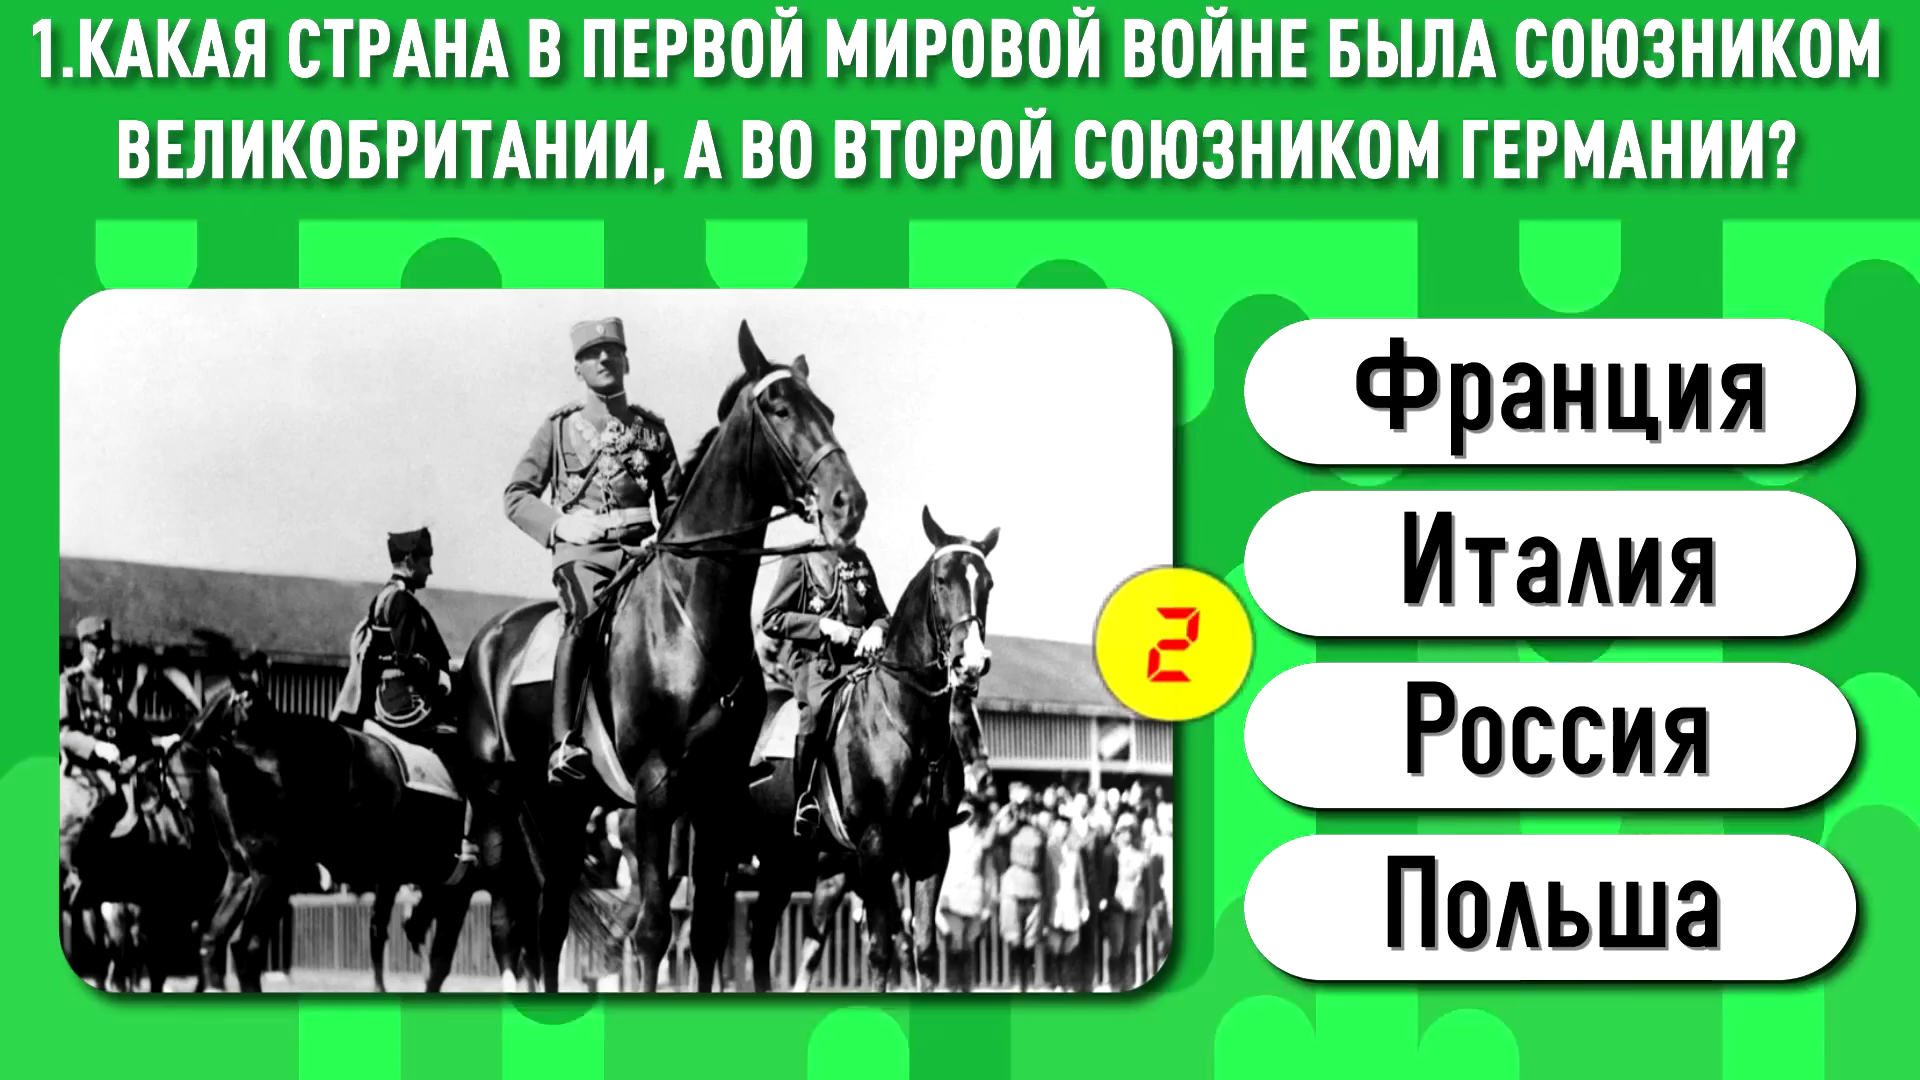 1.КАКАЯ СТРАНА В ПЕРВОЙ МИРОВОЙ ВОЙНЕ БЫЛА СОЮЗНИКОМ
ВЕЛИКОБРИТАНИИ, А ВО ВТОРОЙ СОЮЗНИКОМ ГЕРМАНИИ?
Франция
Италия
2
Россия
Польша